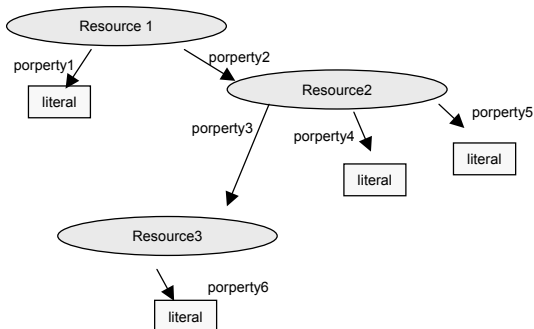 Resource 1
porperty1
porperty2
literal
Resource2
porperty3
porperty4
porperty5
literal
literal
Resource3
porperty6
literal